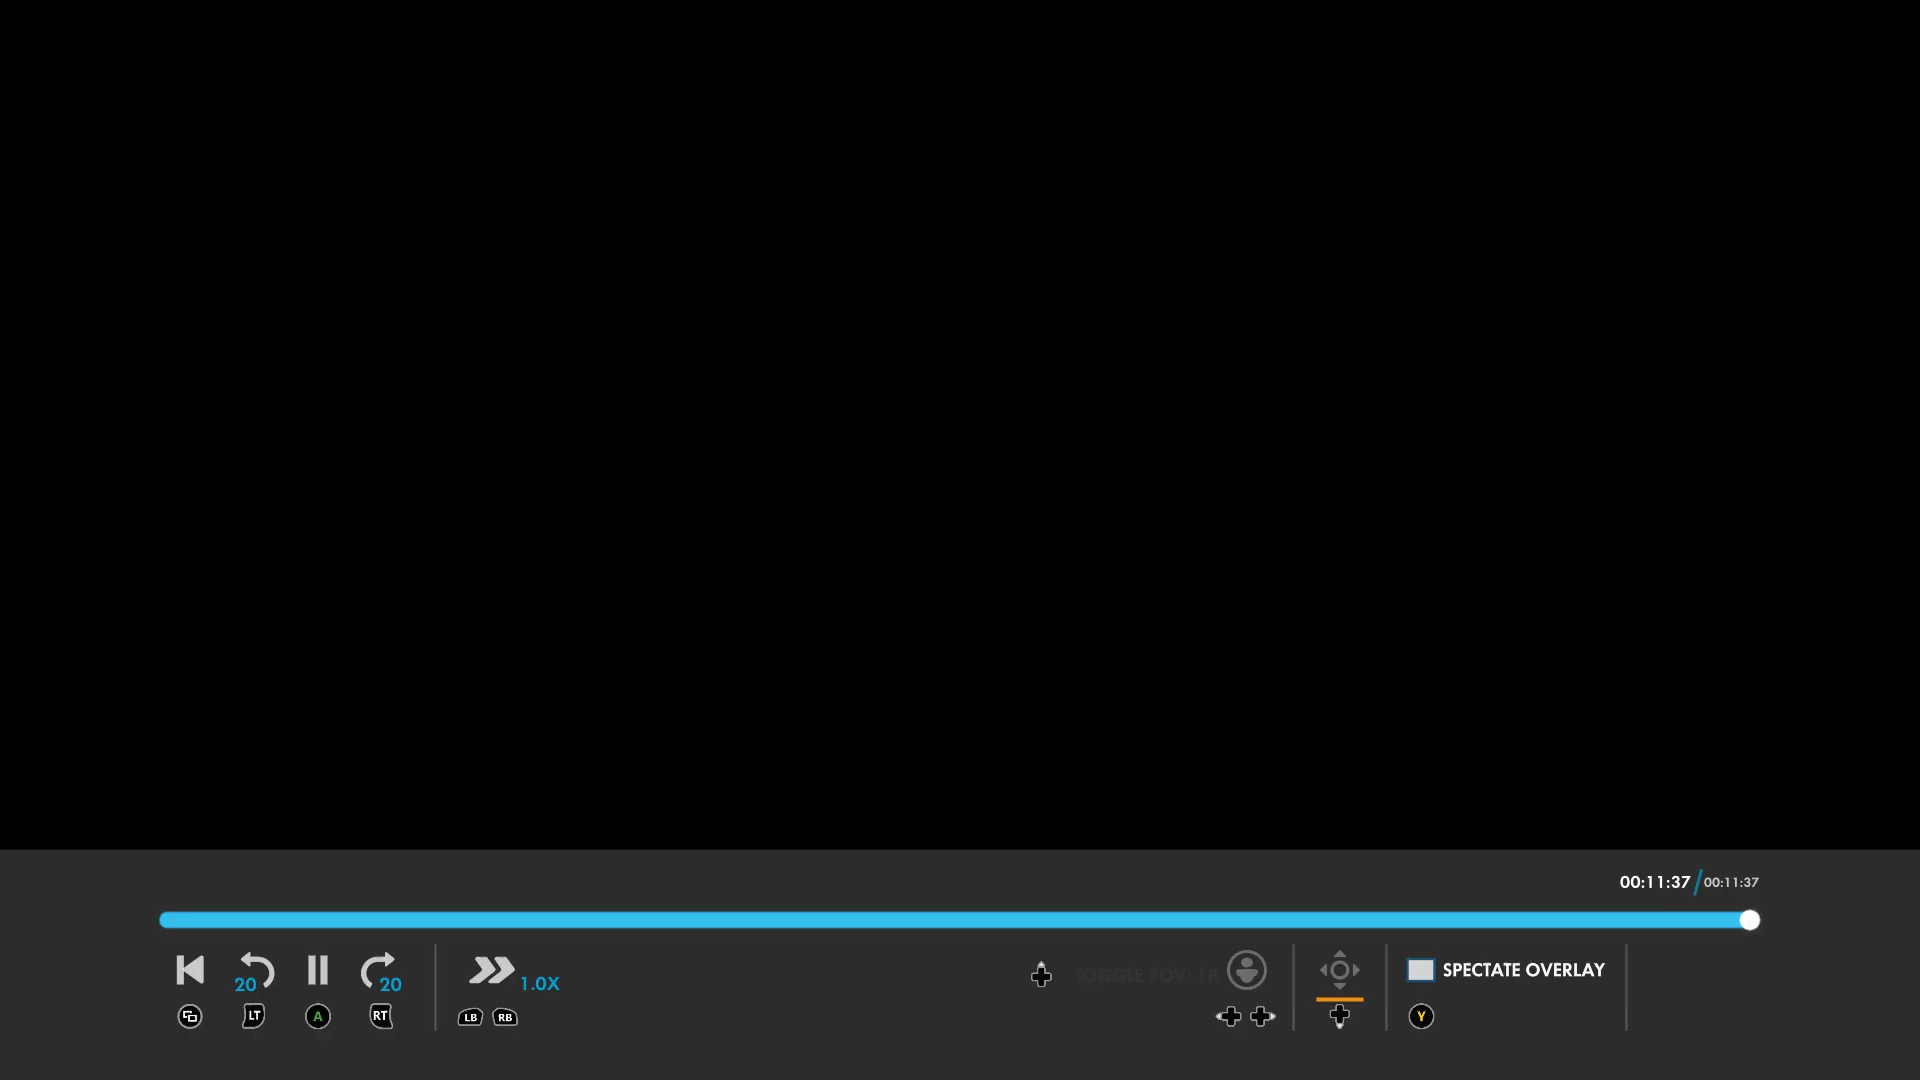 00:11:37/00:11:37
20 20 1.0X
SPECTATE OVERLAY
LT A RT LB RB Y